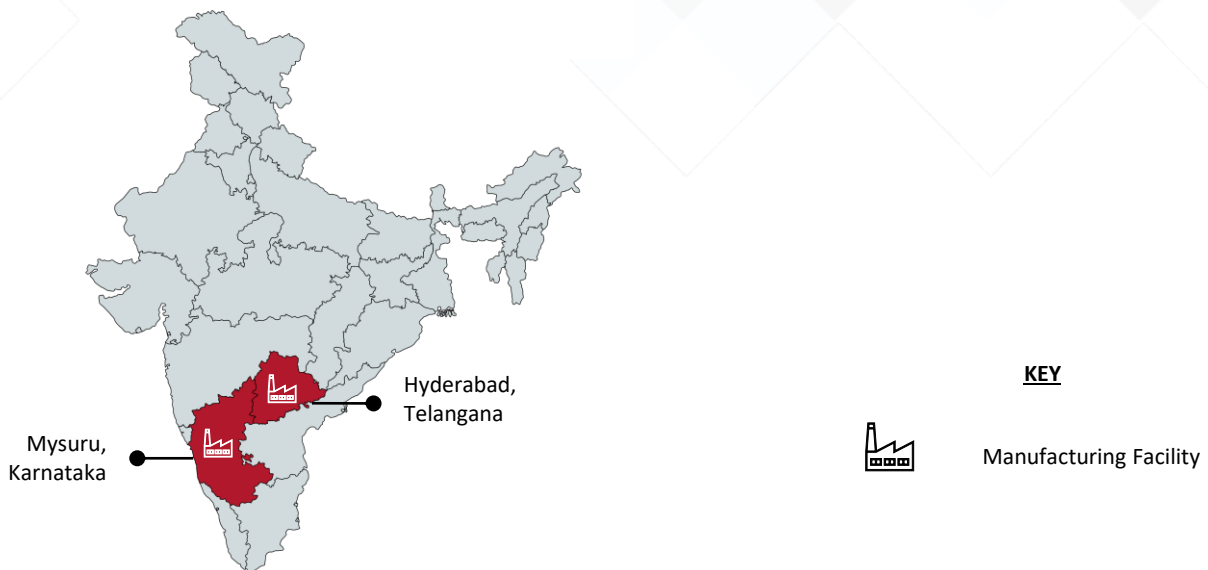 Hyderabad,
Telangana
Mysuru,
Karnataka
KEY
Manufacturing Facility